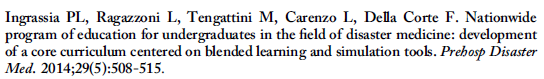 Ingrassia PL, Ragazzoni L, Tengattini M, Carenzo L, Della Corte F. Nationwide
program of education for undergraduates in the field of disaster medicine: development
of a core curriculum centered on blended learning and simulation tools. Prehosp Disaster
Med. 2014;29(5):508-515.